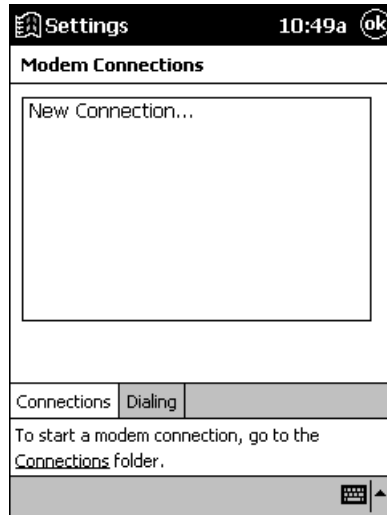 Settings 10:49a ok
Modem Connections
New Connection...
Connections Dialing
To start a modem connection, go to the
Connections folder.